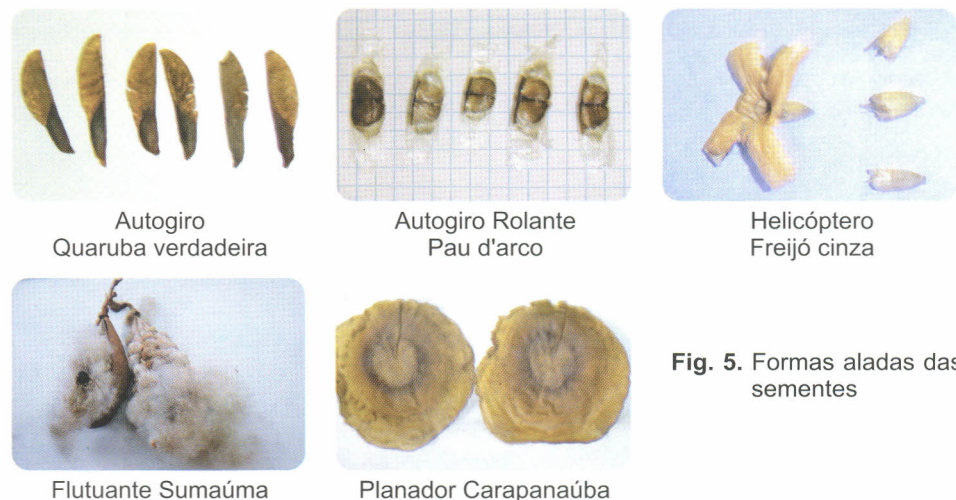 Autogiro
Quaruba verdadeira
Autogiro Rolante
Pau d'arco
Helicóptero
Freijó cinza
Fig. 5. Formas aladas das
sementes
Flutuante Sumaúma
Planador Carapanaúba